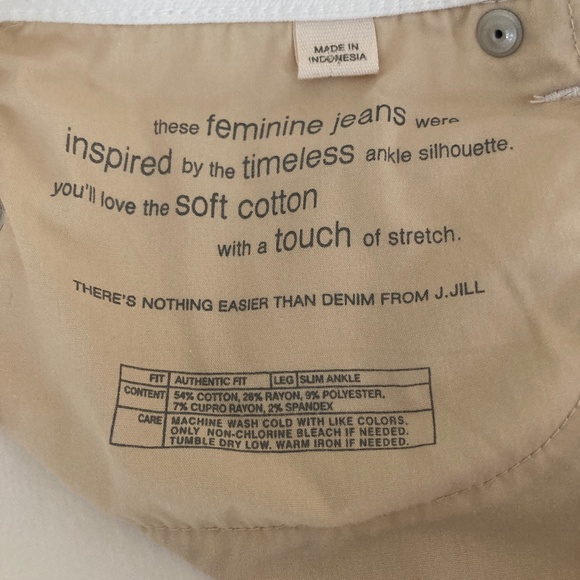 MADE IN
INDONESIA
these feminine jeans were
inspired by the timeless ankle silhouette.
you'll love the soft cotton
with a touch of stretch.
THERE'S NOTHING EASIER THAN DENIM FROM J.JILL
FIT AUTHENTIC FIT LEG SLIM ANKLE
CONTENT 54% COTTON, 28% RAYON, 9% POLYESTER,
7% CUPRO RAYON, 2% SPANDEX
CARE MACHINE WASH COLD WITH LIKE COLORS.
ONLY NON-CHLORINE BLEACH IF NEEDED.
TUMBLE DRY LOW. WARM IRON IF NEEDED.